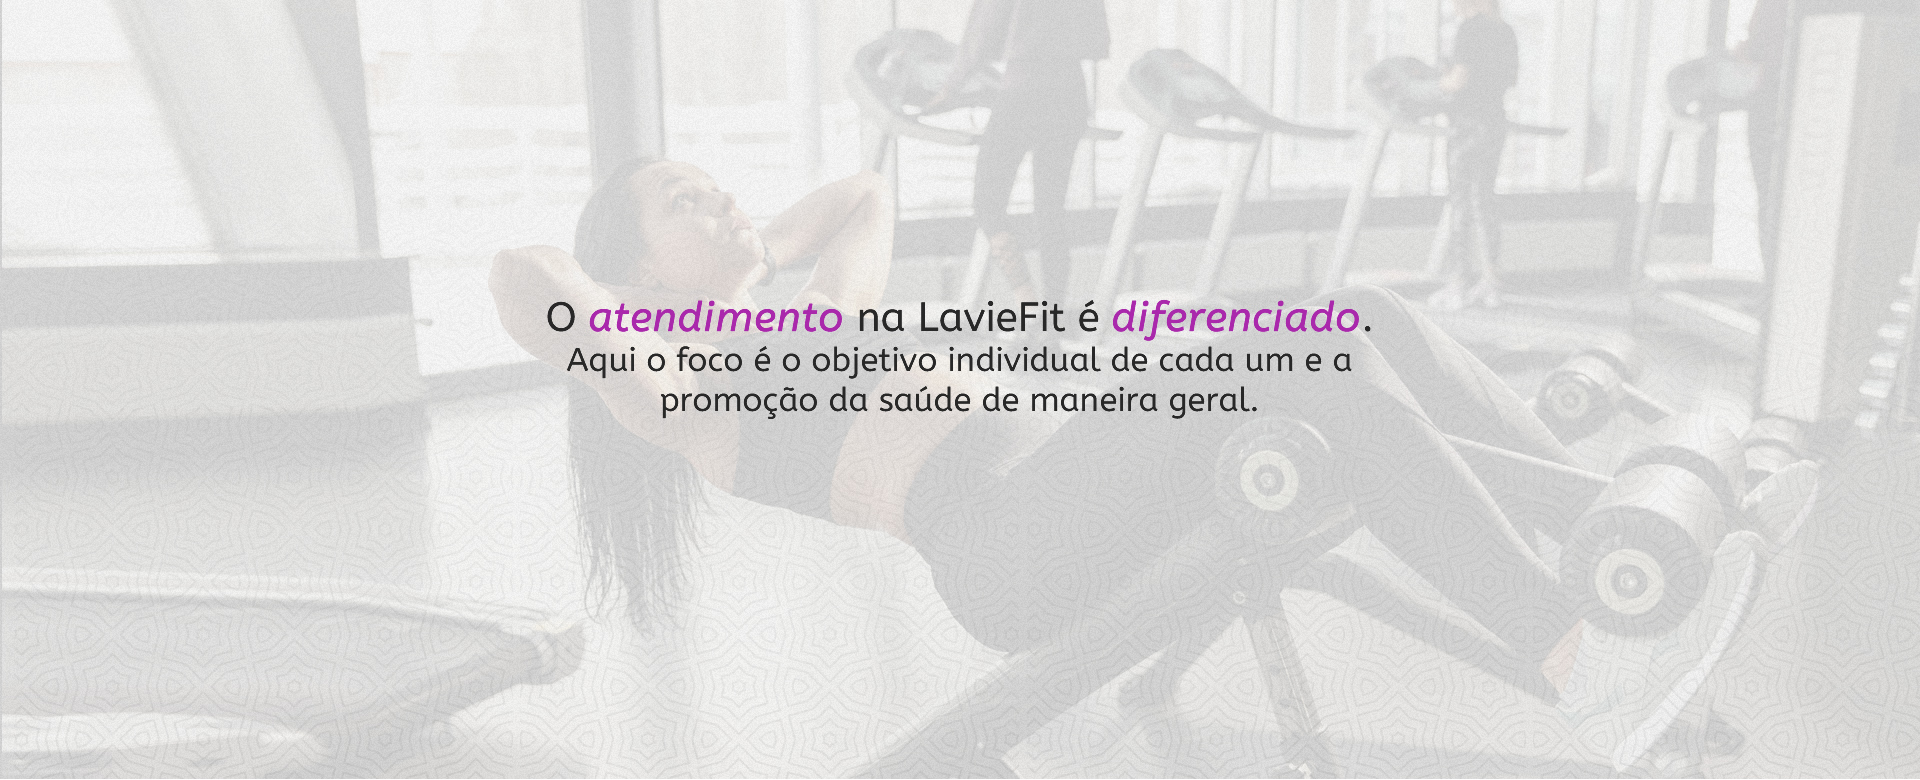 O atendimento na LavieFit é diferenciado.
Aqui o foco é o objetivo individual de cada um e a
promoção da saúde de maneira geral.